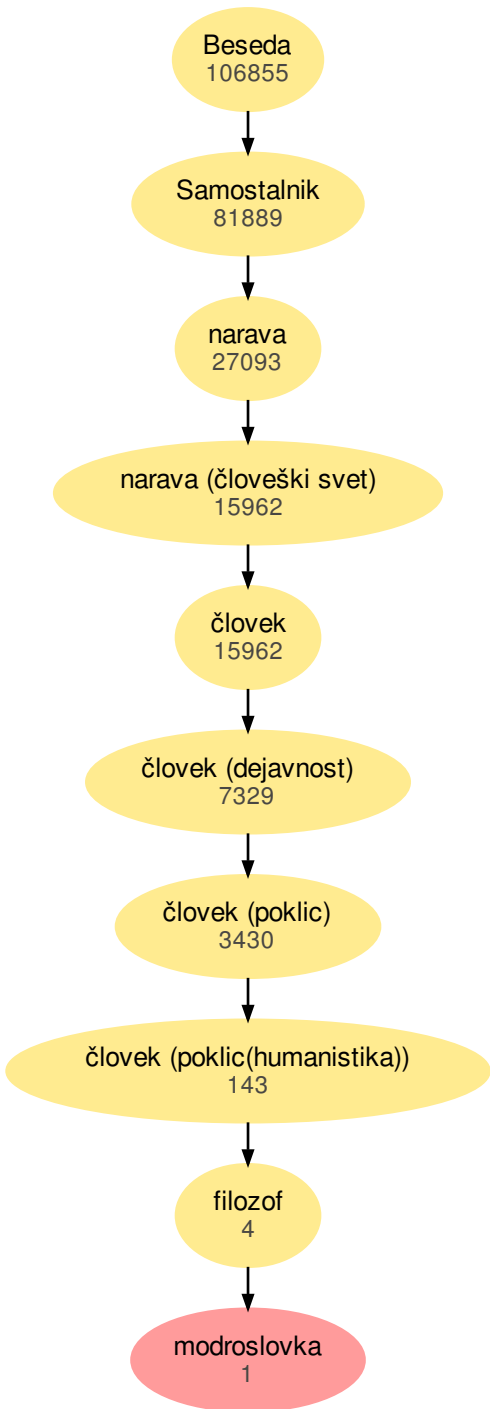 Beseda
106855
Samostalnik
81889
narava
27093
narava (človeški svet)
15962
človek
15962
človek (dejavnost)
7329
človek (poklic)
3430
človek (poklic(humanistika))
143
filozof
4
modroslovka
1